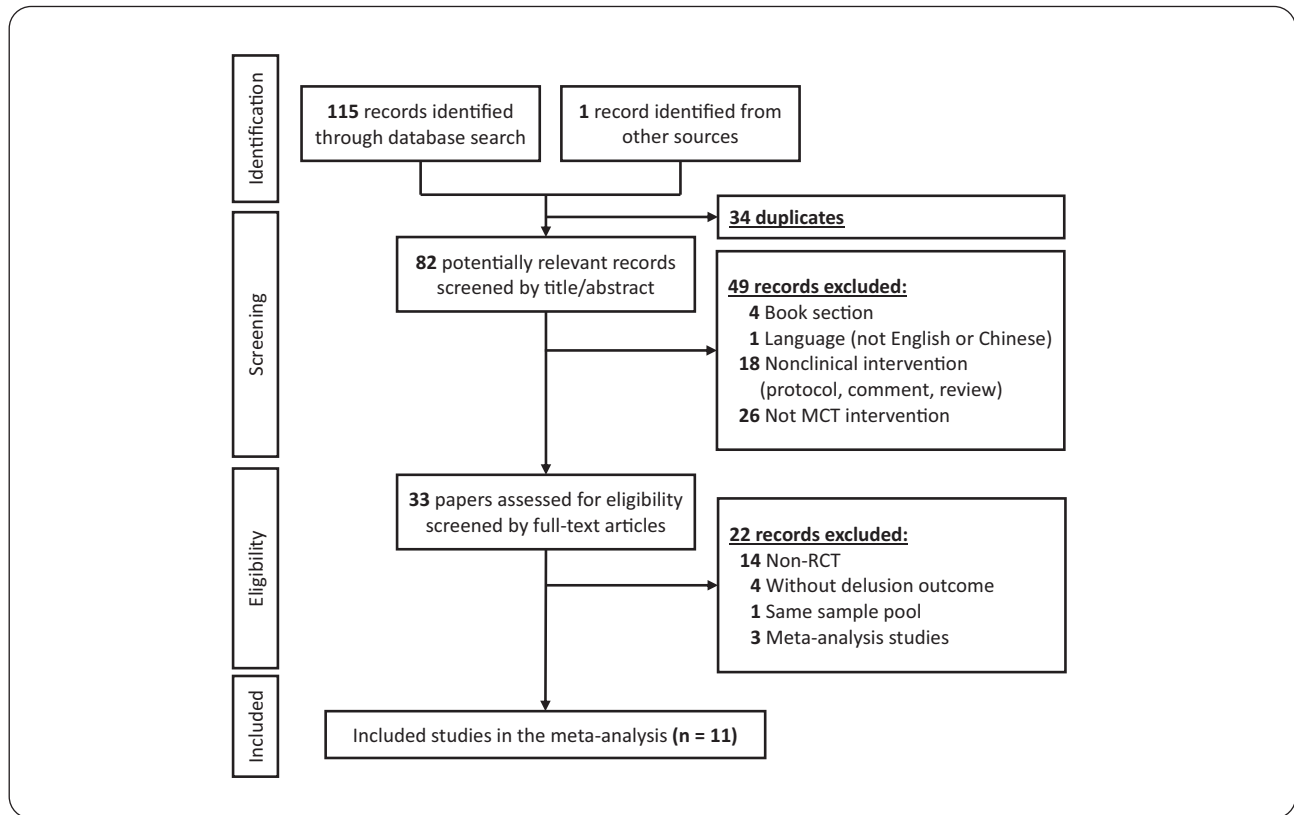 Identification
115 records identified
through database search
1 record identified from
other sources
34 duplicates
Screening
82 potentially relevant records
screened by title/abstract
49 records excluded:
4 Book section
1 Language (not English or Chinese)
18 Nonclinical intervention
(protocol, comment, review)
26 Not MCT intervention
Eligibility
33 papers assessed for eligibility
screened by full-text articles
22 records excluded:
14 Non-RCT
4 Without delusion outcome
1 Same sample pool
3 Meta-analysis studies
Included
Included studies in the meta-analysis (n = 11)